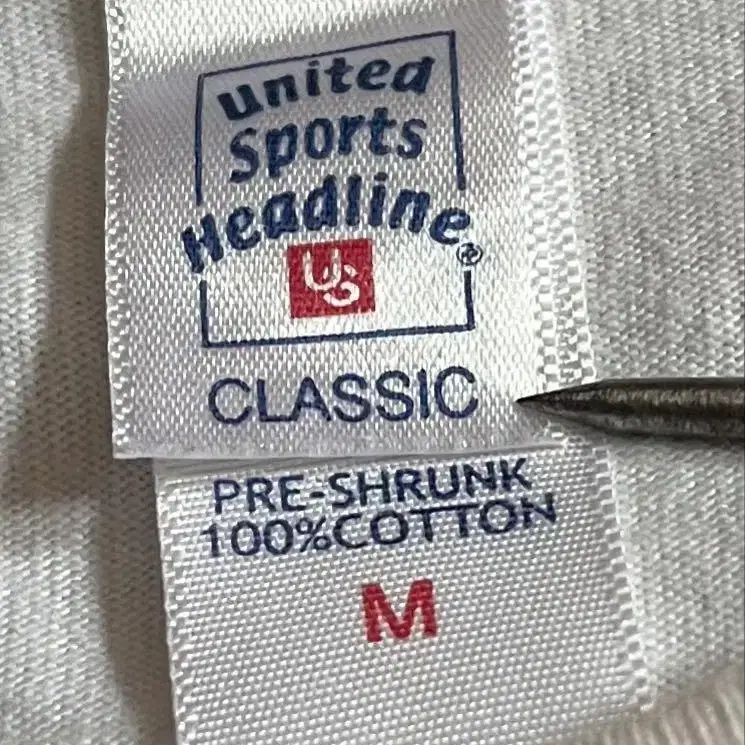 united
Sports
Headline®
US
CLASSIC
PRE-SHRUNK
100%COTTON
M